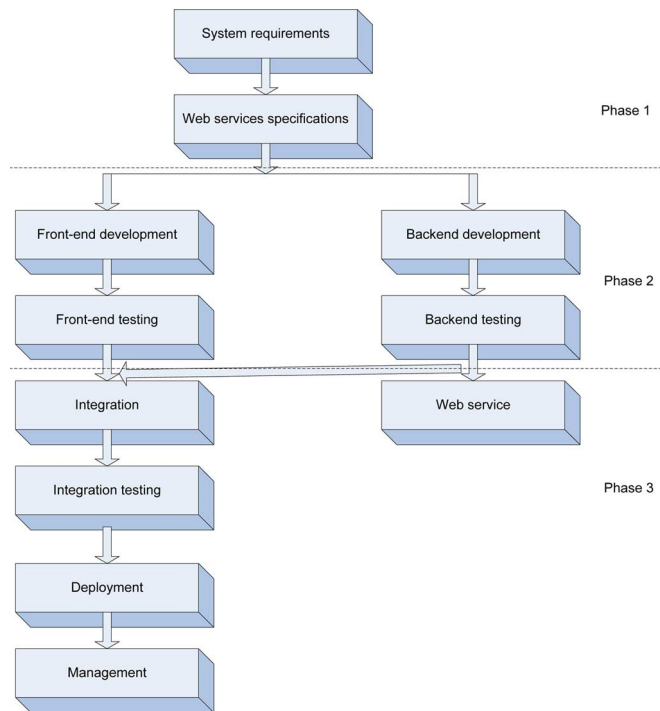 System requirements
Web services specifications
Phase 1
Front-end development
Backend development
Front-end testing
Backend testing
Phase 2
Integration
Web service
Integration testing
Phase 3
Deployment
Management